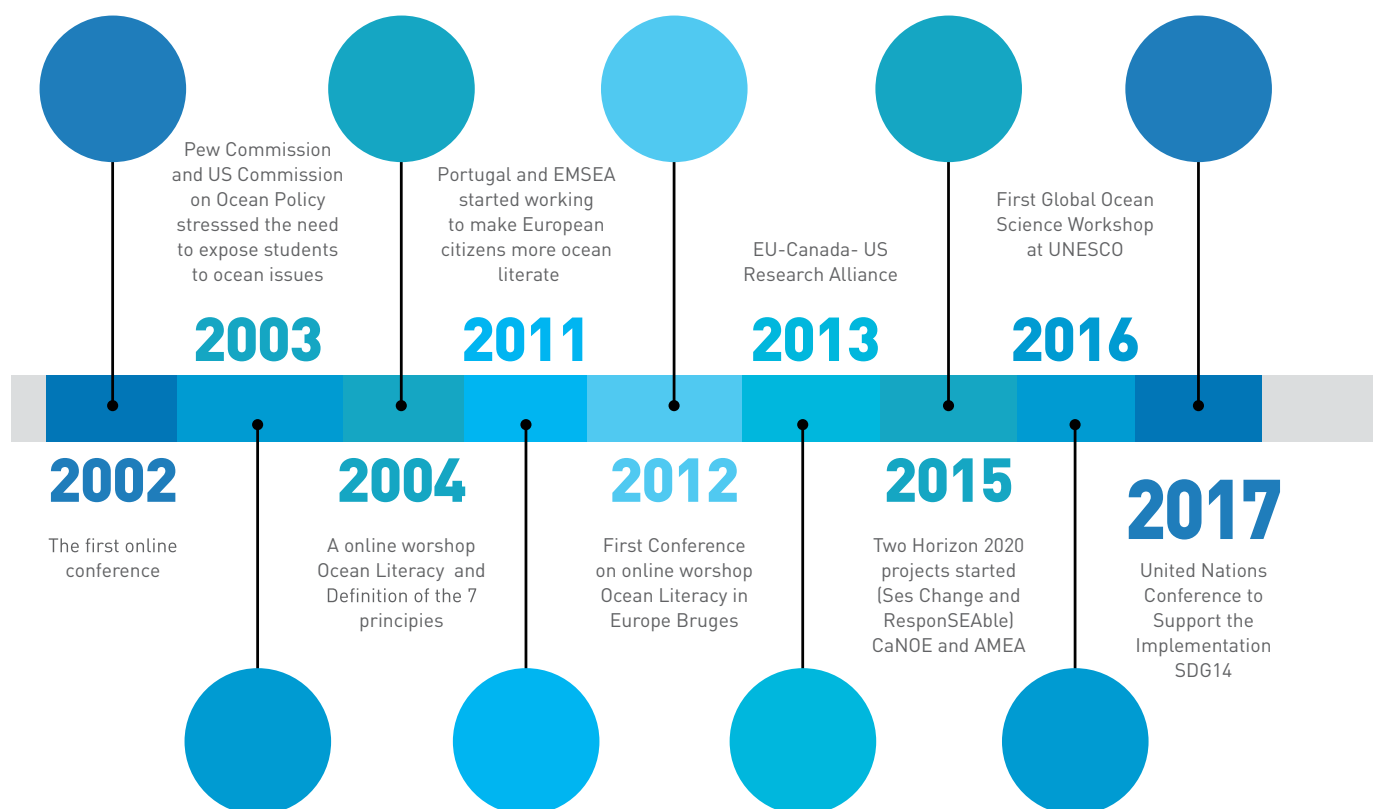 2002
The first online
conference
Pew Commission
and US Commission
on Ocean Policy
stresssed the need
to expose students
to ocean issues
2003
2004
A online worshop
Ocean Literacy and
Definition of the 7
principies
Portugal and EMSEA
started working
to make European
citizens more ocean
literate
2011
2012
First Conference
on online worshop
Ocean Literacy in
Europe Bruges
EU-Canada- US
Research Alliance
2013
2015
Two Horizon 2020
projects started
(Ses Change and
ResponSEAble)
CaNOE and AMEA
First Global Ocean
Science Workshop
at UNESCO
2016
2017
United Nations
Conference to
Support the
Implementation
SDG14